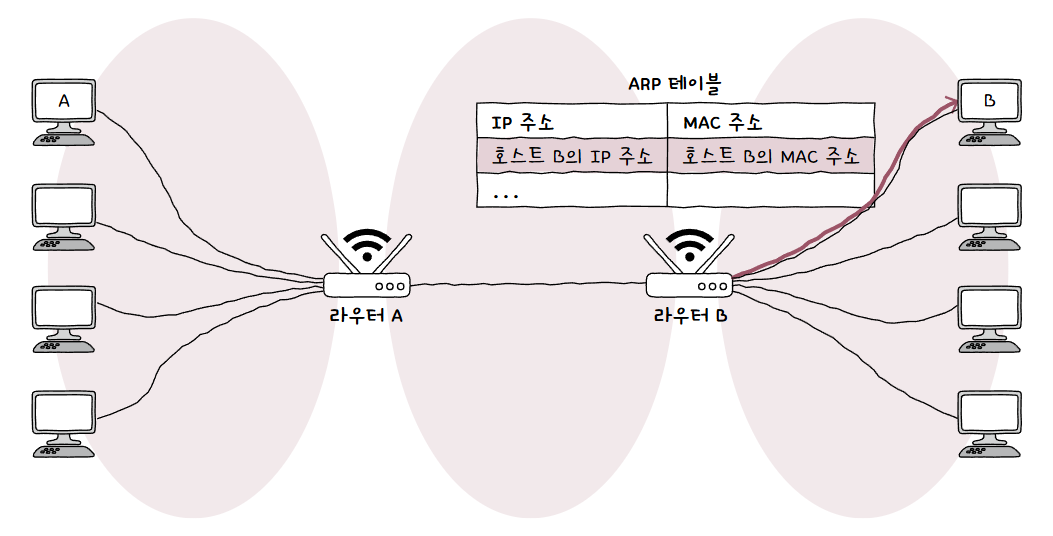 ARP 테이블
IP 주소 MAC 주소
호스트 B의 IP 주소 호스트 B의 MAC 주소
...
A
B
라우터 A
라우터 B